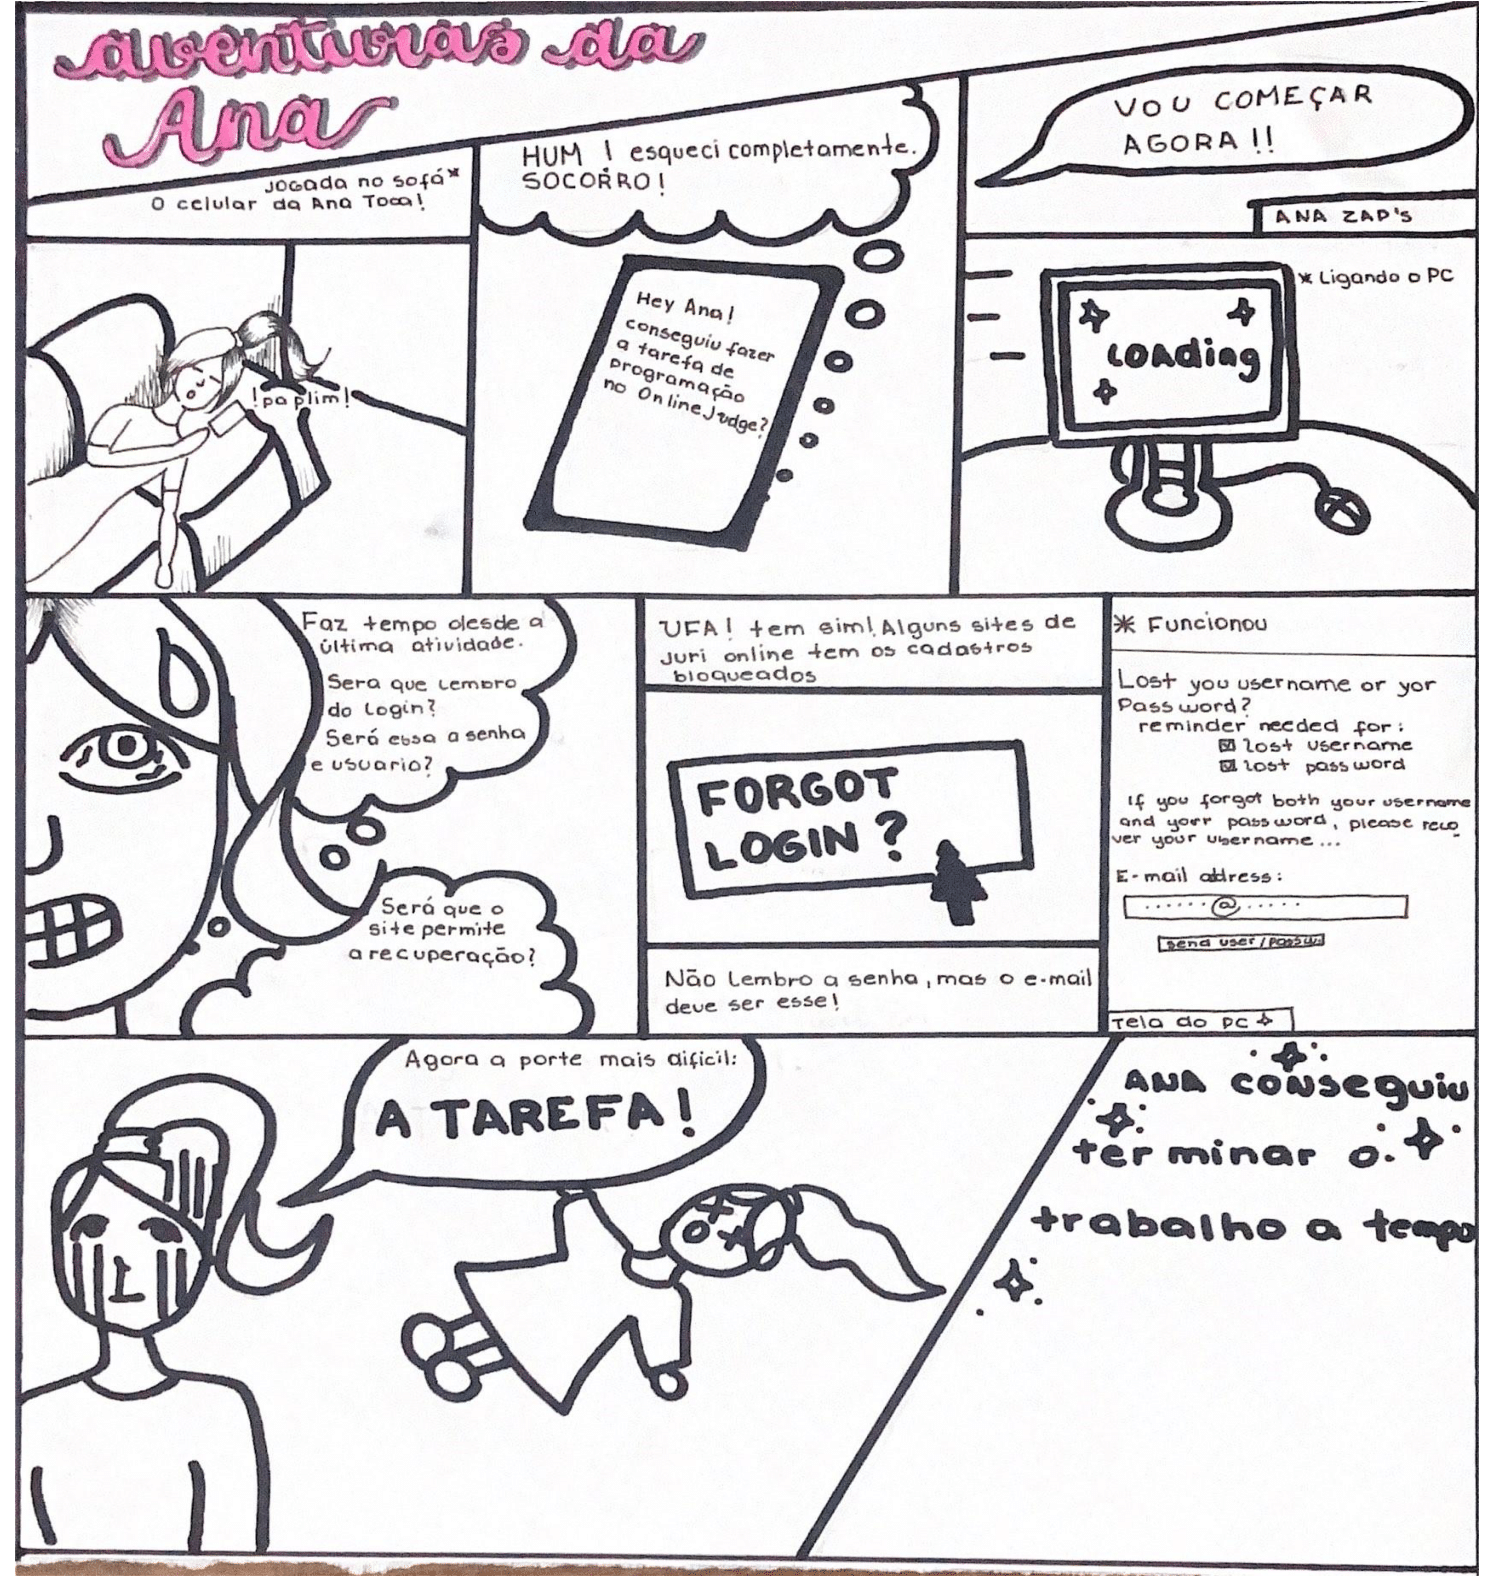 aventuras da
Ana
Jogada no sofá*
O celular da Ana Toca!
!paplim!
HUM! esqueci completamente.
SOCORRO!
Hey Ana!
conseguiu fazer
a tarefa de
programação
no OnlineJudge?
VOU COMEÇAR
AGORA!!
ANA ZAP's
* Ligando o PC
Loading
Faz tempo desde a
última atividade.
Sera que Lembro
do Login?
Será essa a senha
e usuario?
Será que o
site permite
a recuperação?
UFA! tem sim! Alguns sites de
Juri online tem os cadastros
bloqueados
FORGOT
LOGIN?
Não Lembro a senha, mas o e-mail
deve ser esse!
* Funcionou
Lost you username or yor
Password?
reminder needed for:
☒ lost username
☒ lost password
If you forgot both your username
and your password, please reco
ver your username...
E-mail address:
......@.....
send user/passw.
Tela do PC
Agora a parte mais dificil:
A TAREFA!
ANA conseguiu
terminar o
trabalho a tempo